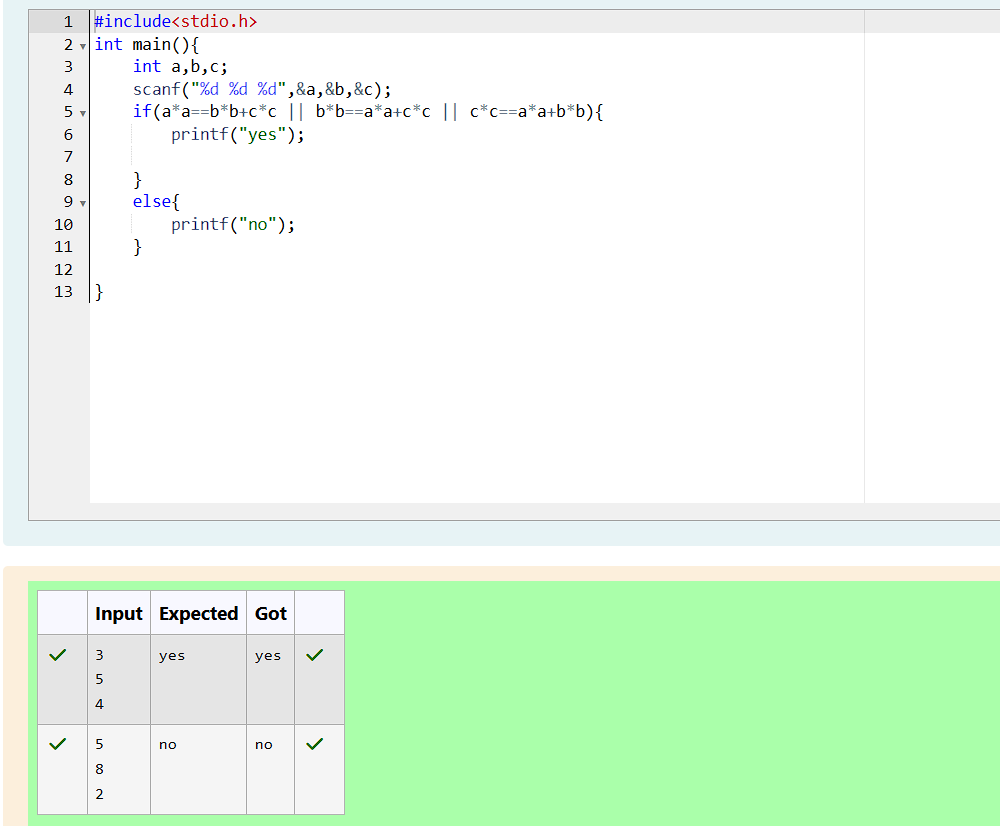 1 #include<stdio.h>
2 int main(){
3 int a,b,c;
4 scanf("%d %d %d",&a,&b,&c);
5 if(a*a==b*b+c*c || b*b==a*a+c*c || c*c==a*a+b*b){
6 printf("yes");
7
8 }
9 else{
10 printf("no");
11 }
12
13 }
Input Expected Got
3 yes yes
5
4
5 no no
8
2